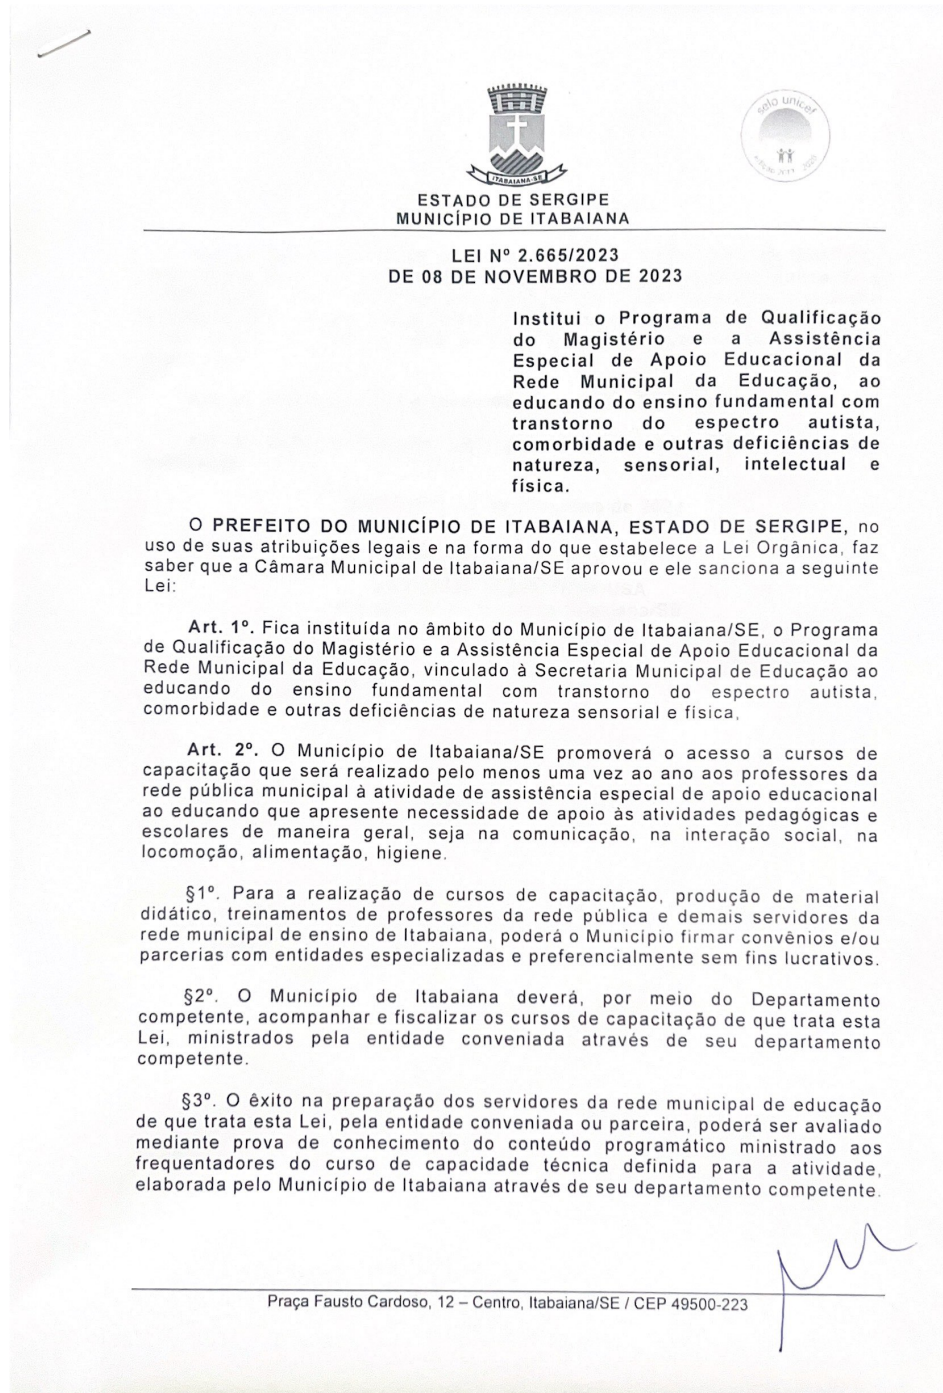 selo unicef
ITABAIANA-SE
ESTADO DE SERGIPE
MUNICÍPIO DE ITABAIANA
LEI Nº 2.665/2023
DE 08 DE NOVEMBRO DE 2023
Institui o Programa de Qualificação
do Magistério e a Assistência
Especial de Apoio Educacional da
Rede Municipal da Educação, ao
educando do ensino fundamental com
transtorno do espectro autista,
comorbidade e outras deficiências de
natureza, sensorial, intelectual e
física.
O PREFEITO DO MUNICÍPIO DE ITABAIANA, ESTADO DE SERGIPE, no
uso de suas atribuições legais e na forma do que estabelece a Lei Orgânica, faz
saber que a Câmara Municipal de Itabaiana/SE aprovou e ele sanciona a seguinte
Lei:
Art. 1º. Fica instituída no âmbito do Município de Itabaiana/SE, o Programa
de Qualificação do Magistério e a Assistência Especial de Apoio Educacional da
Rede Municipal da Educação, vinculado à Secretaria Municipal de Educação ao
educando do ensino fundamental com transtorno do espectro autista,
comorbidade e outras deficiências de natureza sensorial e física,
Art. 2º. O Município de Itabaiana/SE promoverá o acesso a cursos de
capacitação que será realizado pelo menos uma vez ao ano aos professores da
rede pública municipal à atividade de assistência especial de apoio educacional
ao educando que apresente necessidade de apoio às atividades pedagógicas e
escolares de maneira geral, seja na comunicação, na interação social, na
locomoção, alimentação, higiene.
§1º. Para a realização de cursos de capacitação, produção de material
didático, treinamentos de professores da rede pública e demais servidores da
rede municipal de ensino de Itabaiana, poderá o Município firmar convênios e/ou
parcerias com entidades especializadas e preferencialmente sem fins lucrativos.
§2º. O Município de Itabaiana deverá, por meio do Departamento
competente, acompanhar e fiscalizar os cursos de capacitação de que trata esta
Lei, ministrados pela entidade conveniada através de seu departamento
competente.
§3º. O êxito na preparação dos servidores da rede municipal de educação
de que trata esta Lei, pela entidade conveniada ou parceira, poderá ser avaliado
mediante prova de conhecimento do conteúdo programático ministrado aos
frequentadores do curso de capacidade técnica definida para a atividade,
elaborada pelo Município de Itabaiana através de seu departamento competente.
Praça Fausto Cardoso, 12 – Centro, Itabaiana/SE / CEP 49500-223